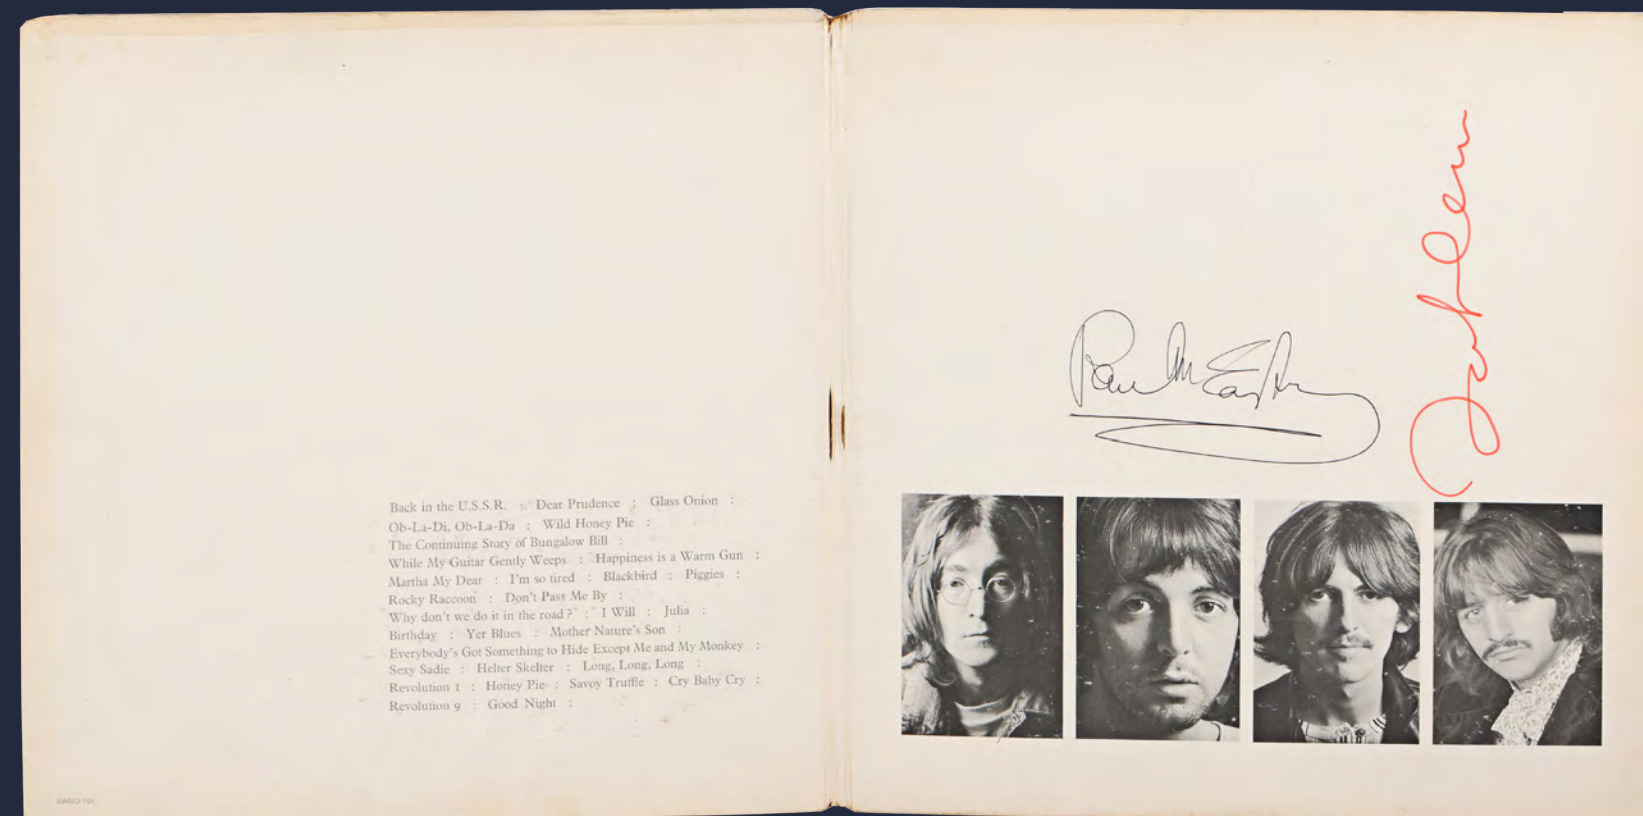 Back in the U.S.S.R. : Dear Prudence : Glass Onion :
Ob-La-Di, Ob-La-Da : Wild Honey Pie :
The Continuing Story of Bungalow Bill :
While My Guitar Gently Weeps : Happiness is a Warm Gun :
Martha My Dear : I'm so tired : Blackbird : Piggies :
Rocky Raccoon : Don't Pass Me By :
Why don't we do it in the road? : I Will : Julia :
Birthday : Yer Blues : Mother Nature's Son :
Everybody's Got Something to Hide Except Me and My Monkey :
Sexy Sadie : Helter Skelter : Long, Long, Long :
Revolution 1 : Honey Pie : Savoy Truffle : Cry Baby Cry :
Revolution 9 : Good Night :
SWBO 101
Paul McCartney